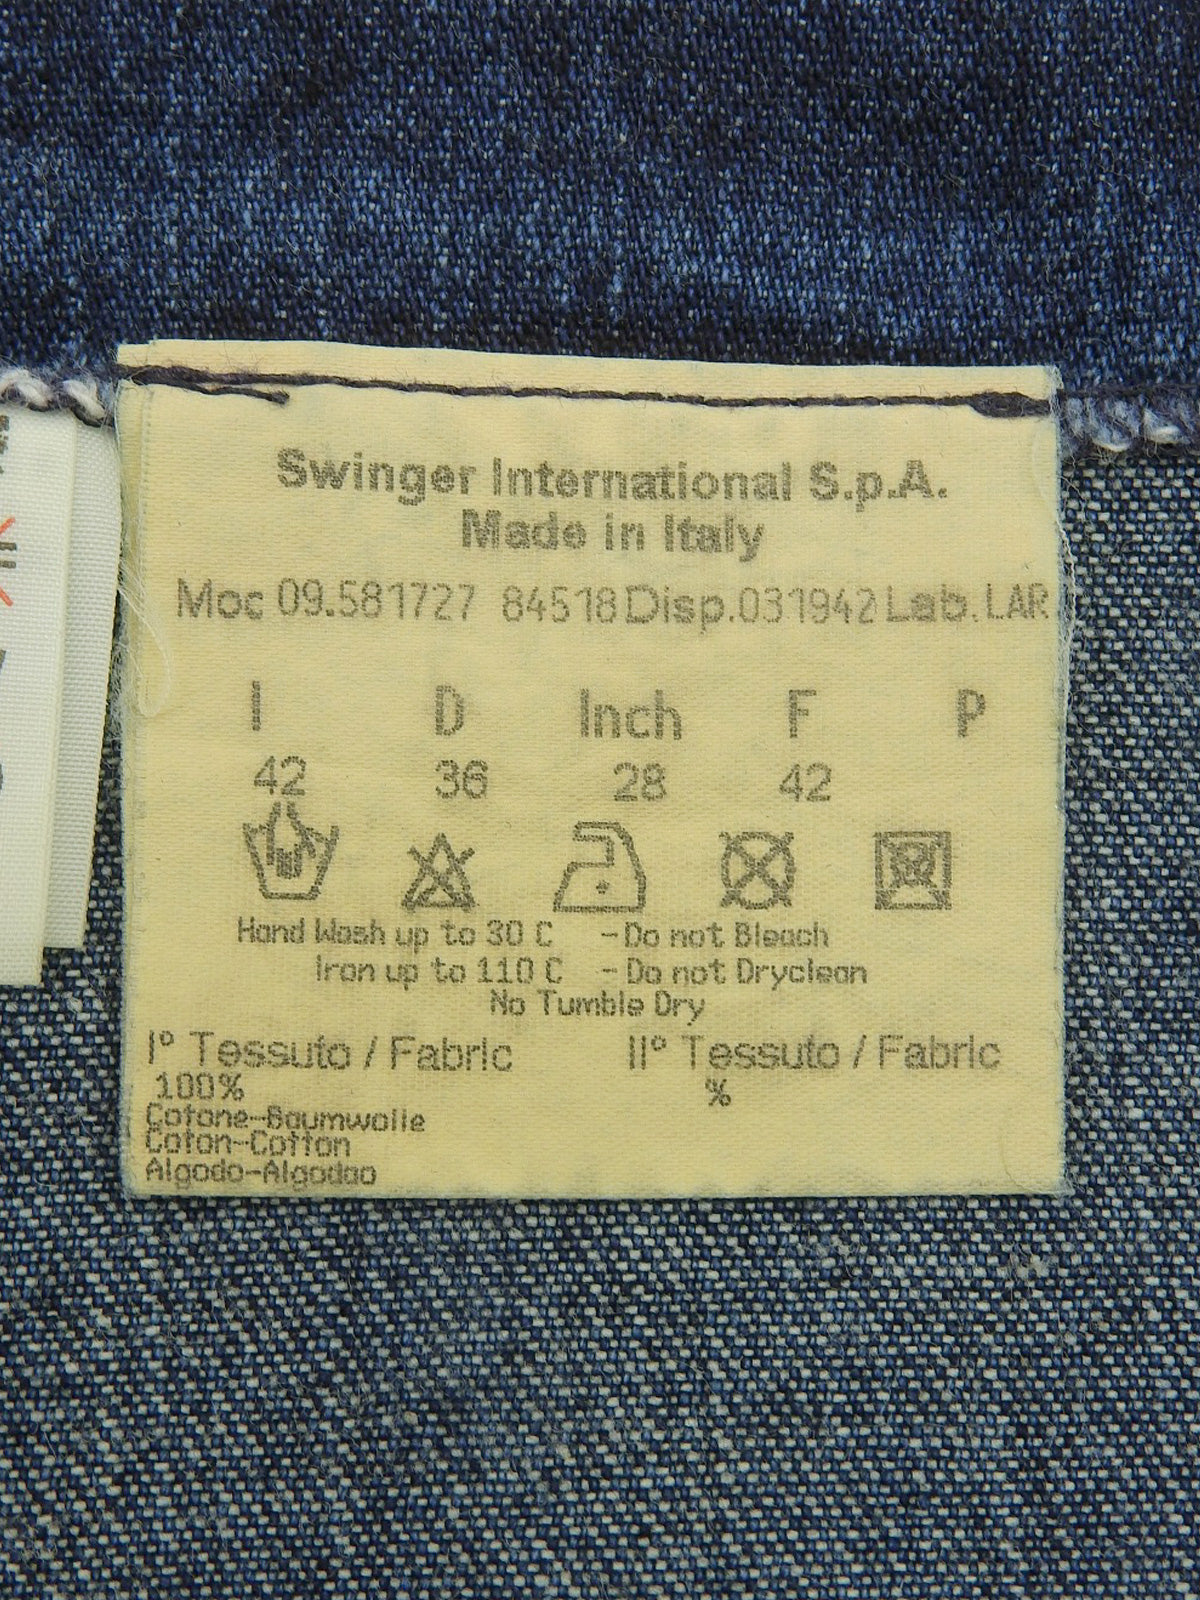 Swinger International S.p.A.
Made in Italy
Moc 09.581727 84518 Disp.031942 Lab.LAR
I D Inch F P
42 36 28 42
Hand Wash up to 30 C - Do not Bleach
Iron up to 110 C - Do not Dryclean
No Tumble Dry
I° Tessuto / Fabric II° Tessuto / Fabric
100% %
Cotone-Baumwolle
Coton-Cotton
Algodo-Algodao